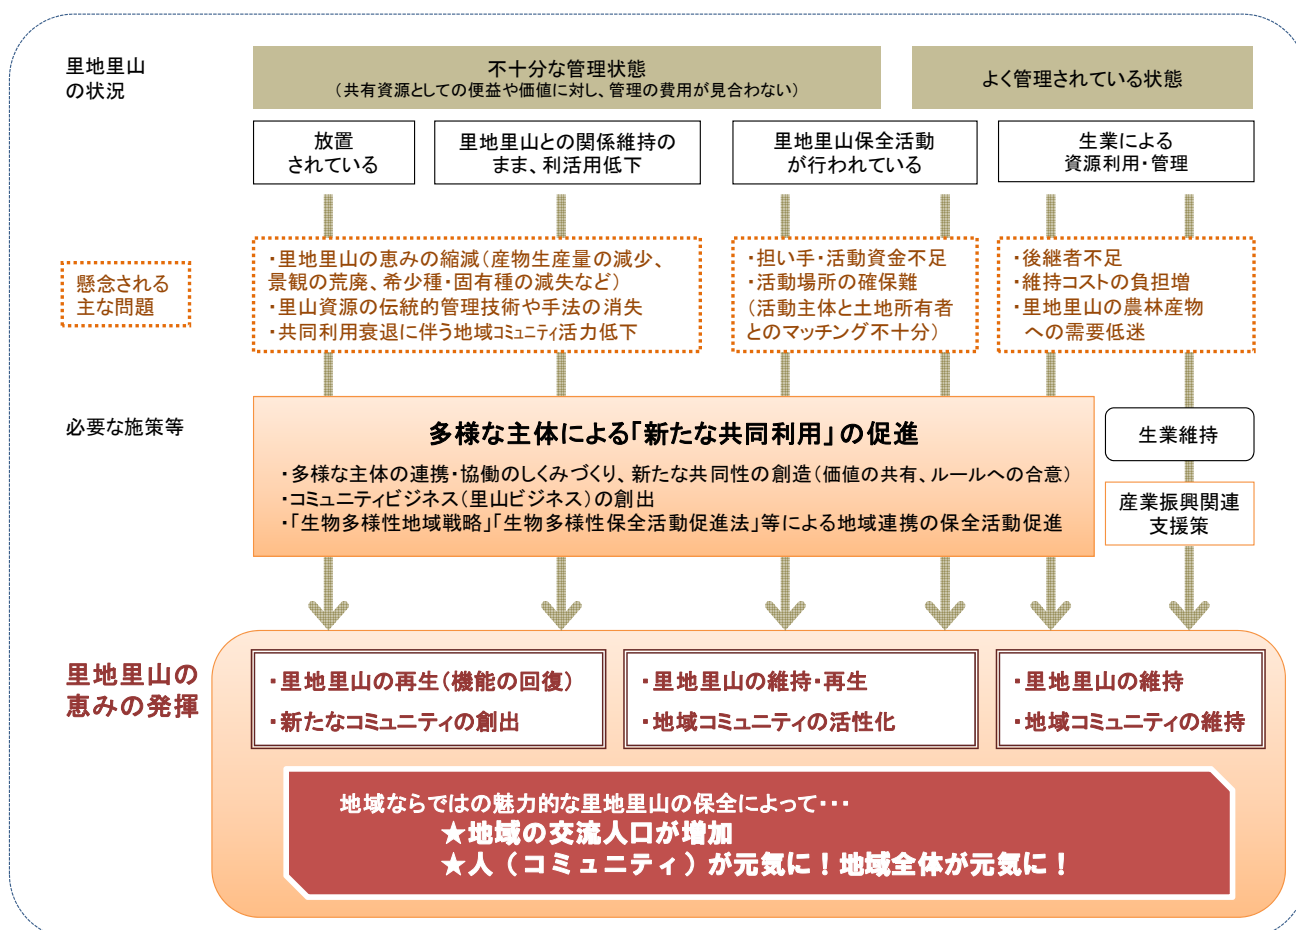 里地里山
の状況
不十分な管理状態
（共有資源としての便益や価値に対し、管理の費用が見合わない）
よく管理されている状態
放置
されている
里地里山との関係維持の
まま、利活用低下
里地里山保全活動
が行われている
生業による
資源利用・管理
懸念される
主な問題
・里地里山の恵みの縮減（産物生産量の減少、
景観の荒廃、希少種・固有種の減失など）
・里山資源の伝統的管理技術や手法の消失
・共同利用衰退に伴う地域コミュニティ活力低下
・担い手・活動資金不足
・活動場所の確保難
（活動主体と土地所有者
とのマッチング不十分）
・後継者不足
・維持コストの負担増
・里地里山の農林産物
への需要低迷
必要な施策等
多様な主体による「新たな共同利用」の促進
・多様な主体の連携・協働のしくみづくり、新たな共同性の創造（価値の共有、ルールへの合意）
・コミュニティビジネス（里山ビジネス）の創出
・「生物多様性地域戦略」「生物多様性保全活動促進法」等による地域連携の保全活動促進
生業維持
産業振興関連
支援策
里地里山の
恵みの発揮
・里地里山の再生（機能の回復）
・新たなコミュニティの創出
・里地里山の維持・再生
・地域コミュニティの活性化
・里地里山の維持
・地域コミュニティの維持
地域ならではの魅力的な里地里山の保全によって・・・
★地域の交流人口が増加
★人（コミュニティ）が元気に！地域全体が元気に！